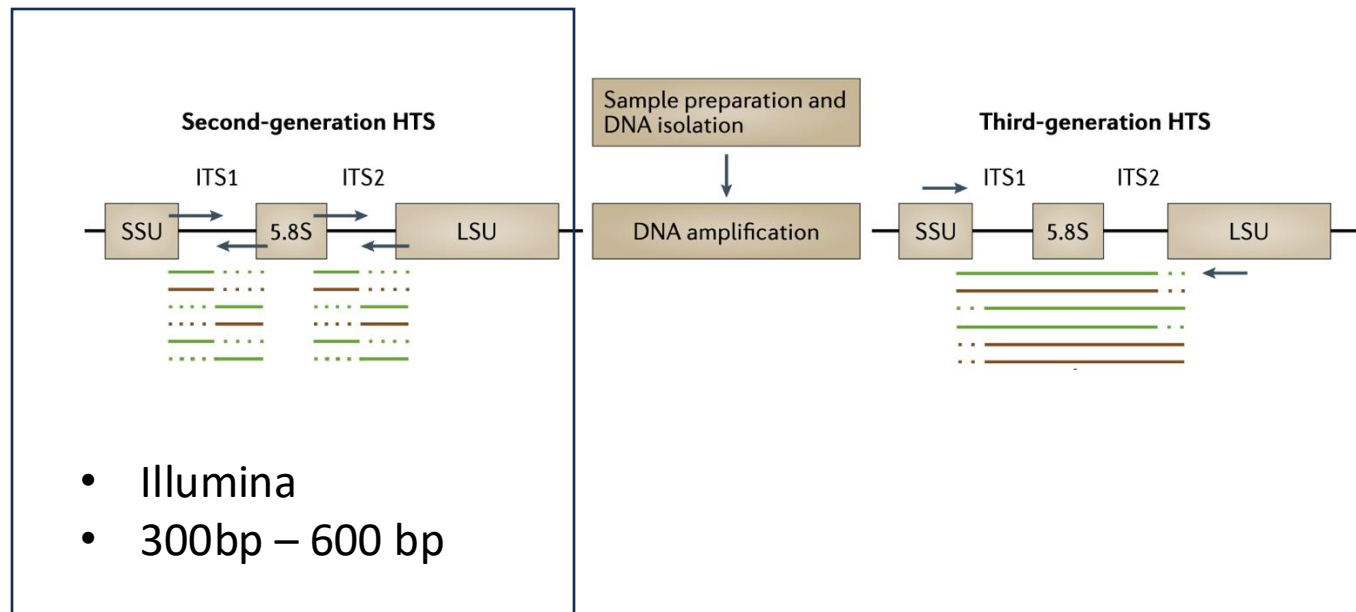 Second-generation HTS
ITS1 ITS2
SSU 5.8S LSU
• Illumina
• 300bp – 600 bp
Sample preparation and
DNA isolation
DNA amplification
Third-generation HTS
ITS1 ITS2
SSU 5.8S LSU